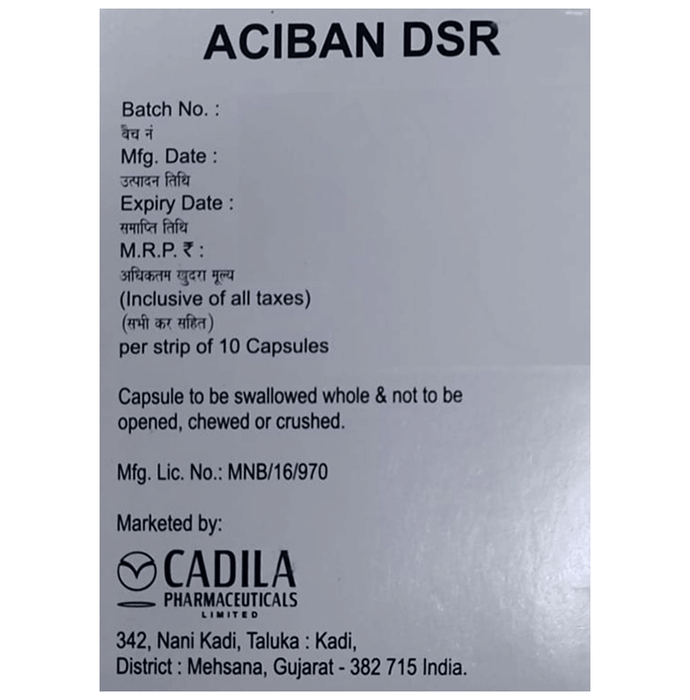 ACIBAN DSR
Batch No. :
बैच नं
Mfg. Date :
उत्पादन तिथि
Expiry Date :
समाप्ति तिथि
M.R.P. ₹ :
अधिकतम खुदरा मूल्य
(Inclusive of all taxes)
(सभी कर सहित)
per strip of 10 Capsules
Capsule to be swallowed whole & not to be
opened, chewed or crushed.
Mfg. Lic. No.: MNB/16/970
Marketed by:
CADILA
PHARMACEUTICALS
LIMITED
342, Nani Kadi, Taluka : Kadi,
District : Mehsana, Gujarat - 382 715 India.